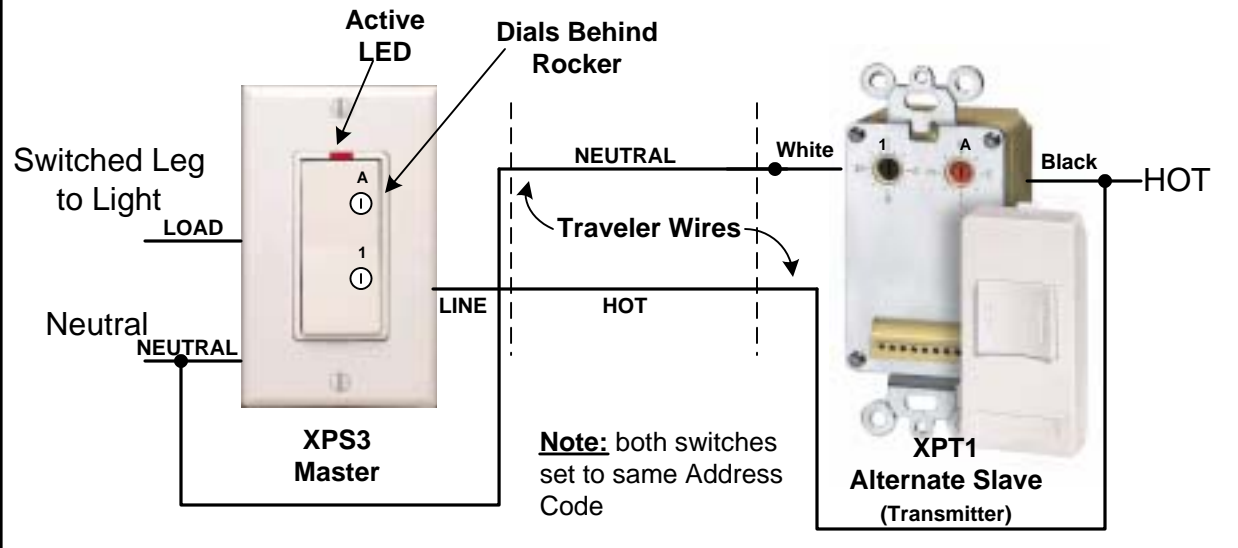 Active
LED
Dials Behind
Rocker
Switched Leg
to Light
LOAD
A
1
NEUTRAL
White
1
A
Black
HOT
Traveler Wires
LINE
HOT
Neutral
NEUTRAL
XPS3
Master
Note: both switches
set to same Address
Code
XPT1
Alternate Slave
(Transmitter)